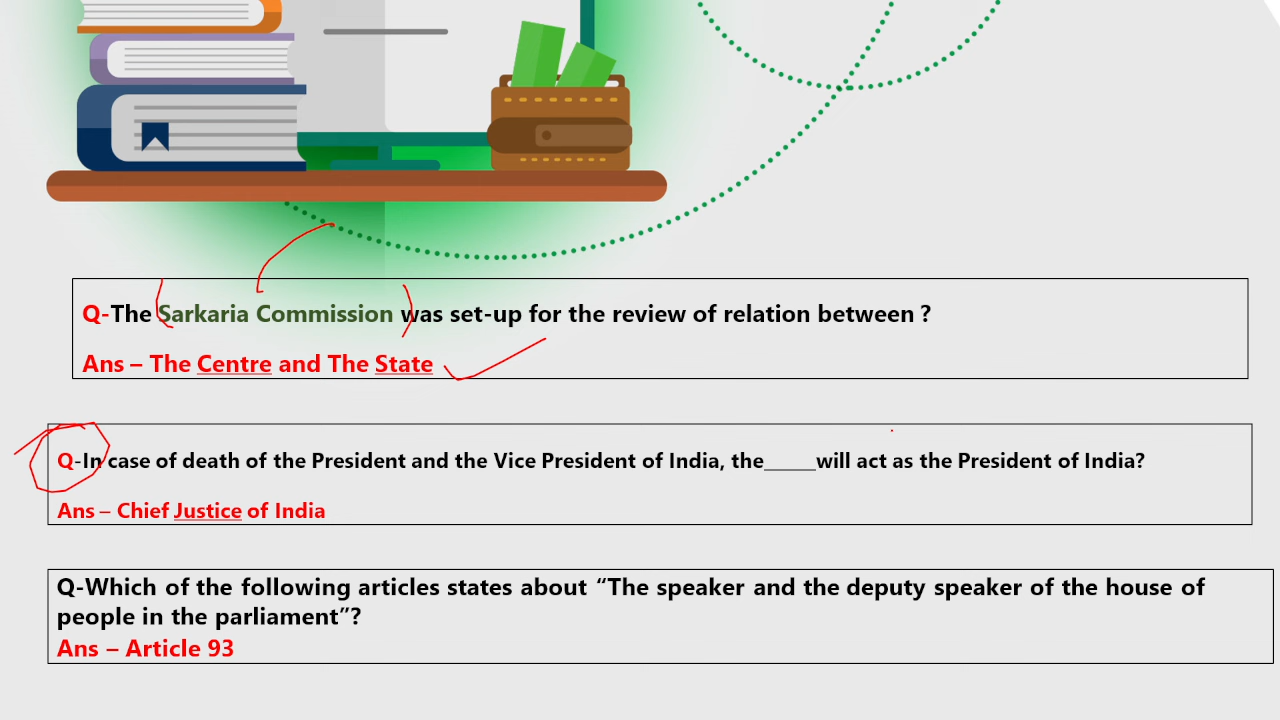 Q-The Sarkaria Commission was set-up for the review of relation between ?
Ans – The Centre and The State
Q-In case of death of the President and the Vice President of India, the_____will act as the President of India?
Ans – Chief Justice of India
Q-Which of the following articles states about “The speaker and the deputy speaker of the house of
people in the parliament”?
Ans – Article 93